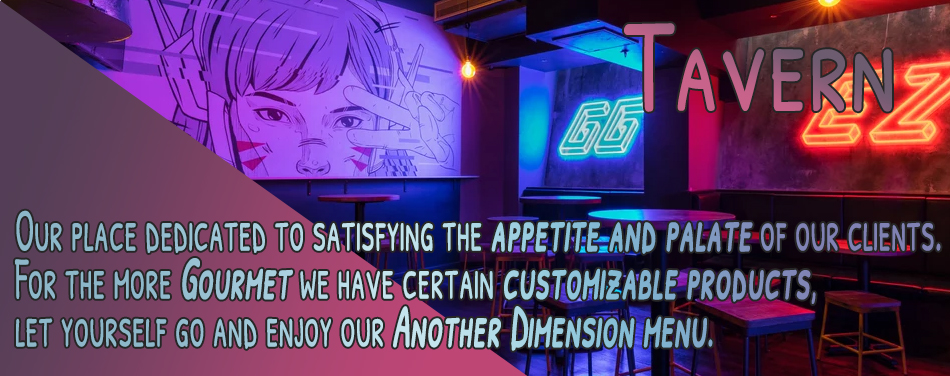 Tavern
GG
EZ
Our place dedicated to satisfying the appetite and palate of our clients.
For the more Gourmet we have certain customizable products,
let yourself go and enjoy our Another Dimension menu.